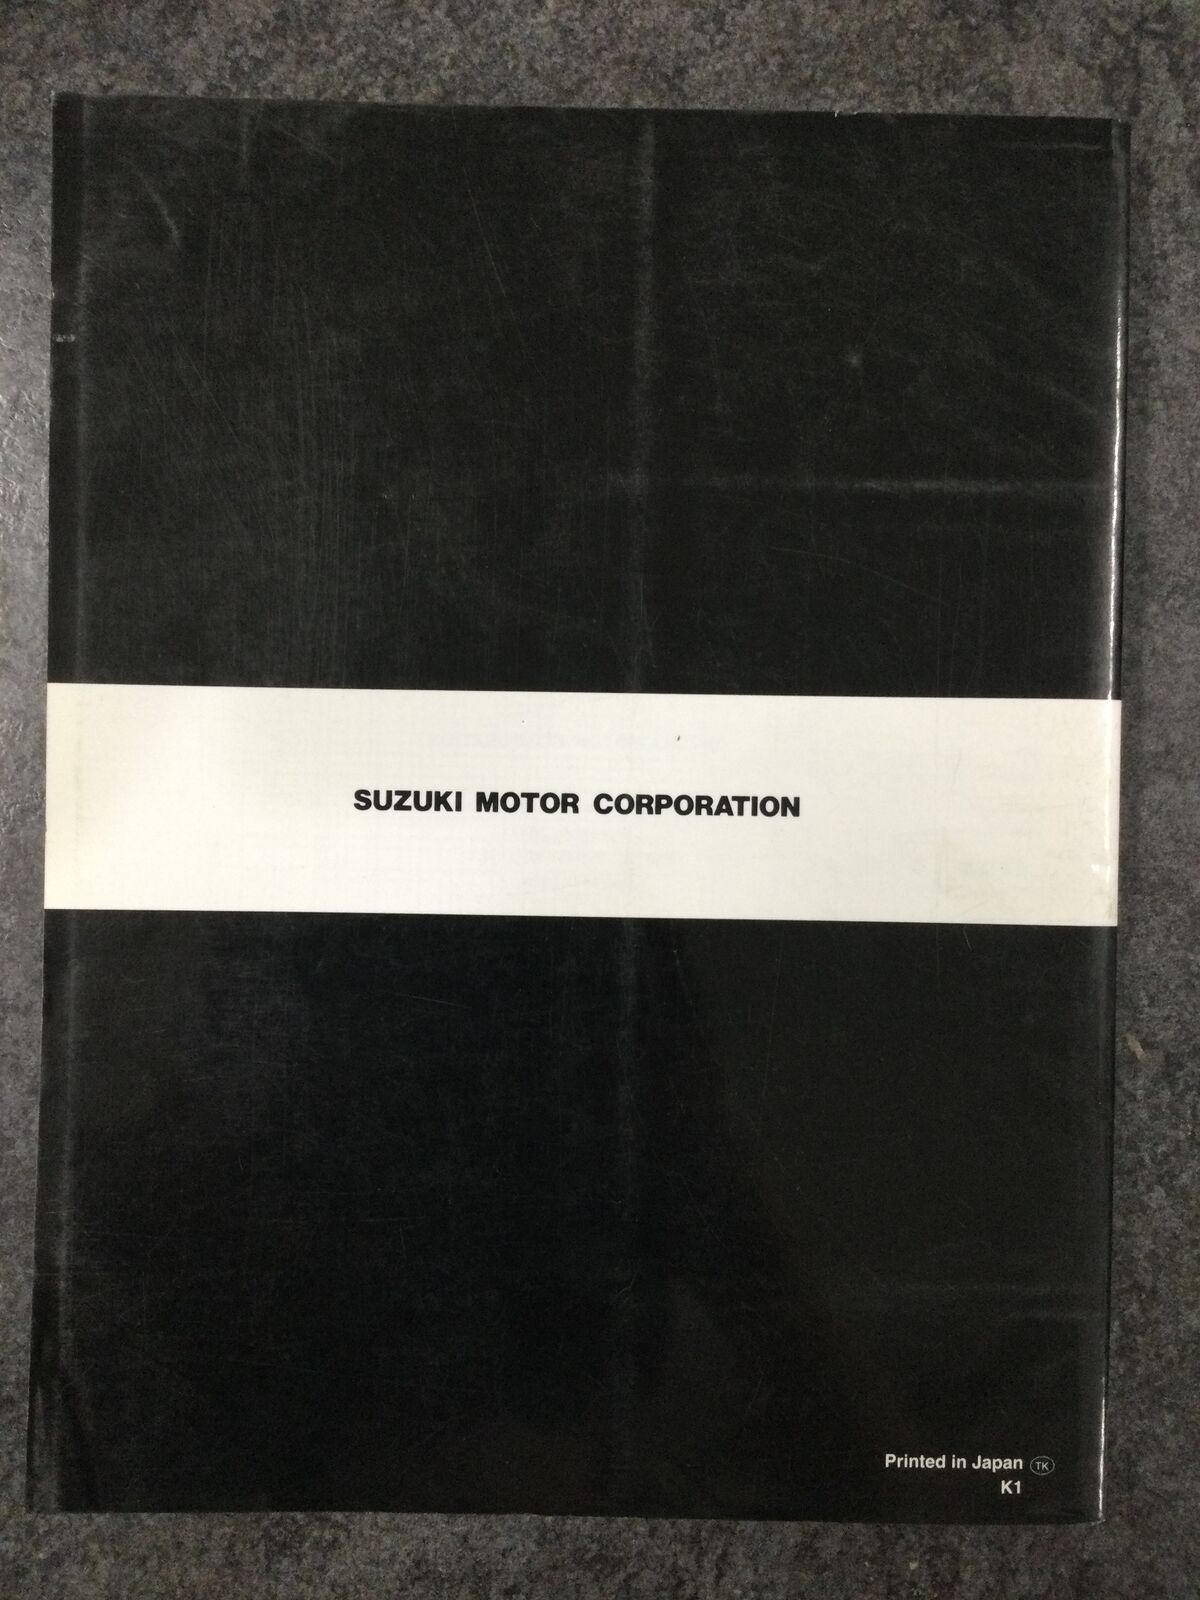 SUZUKI MOTOR CORPORATION
Printed in Japan TK
K1